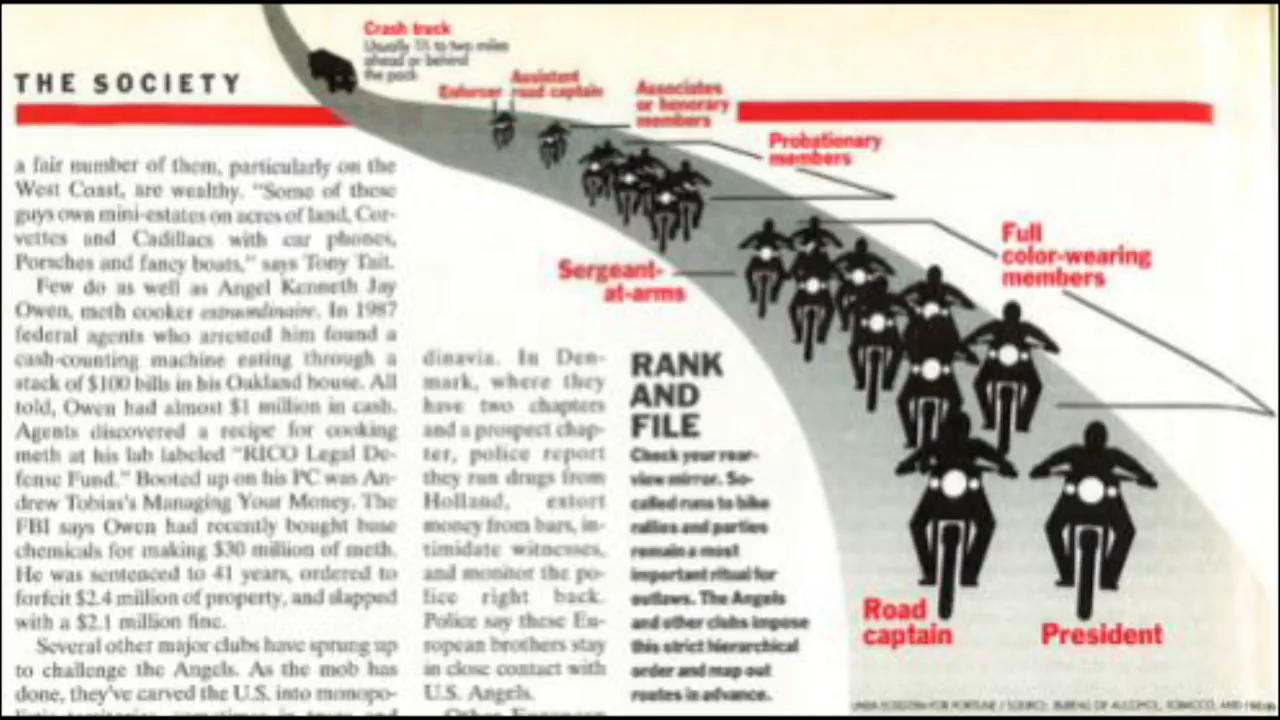 Crash truck
Usually 1½ to two miles
ahead or behind
the pack
THE SOCIETY
Enforcer
Assistant
road captain
Associates
or honorary
members
Probationary
members
Full
color-wearing
members
Sergeant-
at-arms
Road
captain
President
a fair number of them, particularly on the
West Coast, are wealthy. "Some of these
guys own mini-estates on acres of land, Cor-
vettes and Cadillacs with car phones,
Porsches and fancy boats," says Tony Tait.
Few do as well as Angel Kenneth Jay
Owen, meth cooker extraordinaire. In 1987
federal agents who arrested him found a
cash-counting machine eating through a
stack of $100 bills in his Oakland house. All
told, Owen had almost $1 million in cash.
Agents discovered a recipe for cooking
meth at his lab labeled "RICO Legal De-
fense Fund." Booted up on his PC was An-
drew Tobias's Managing Your Money. The
FBI says Owen had recently bought base
chemicals for making $30 million of meth.
He was sentenced to 41 years, ordered to
forfeit $2.4 million of property, and slapped
with a $2.1 million fine.
Several other major clubs have sprung up
to challenge the Angels. As the mob has
done, they've carved the U.S. into monopo-
dinavia. In Den-
mark, where they
have two chapters
and a prospect chap-
ter, police report
they run drugs from
Holland, extort
money from bars, in-
timidate witnesses,
and monitor the po-
lice right back.
Police say these Eu-
ropean brothers stay
in close contact with
U.S. Angels.
Other European
RANK
AND
FILE
Check your rear-
view mirror. So-
called runs to bike
rallies and parties
remain a most
important ritual for
outlaws. The Angels
and other clubs impose
this strict hierarchical
order and map out
routes in advance.
FOR FORTUNE / SOURCE: BUREAU OF ALCOHOL, TOBACCO, AND